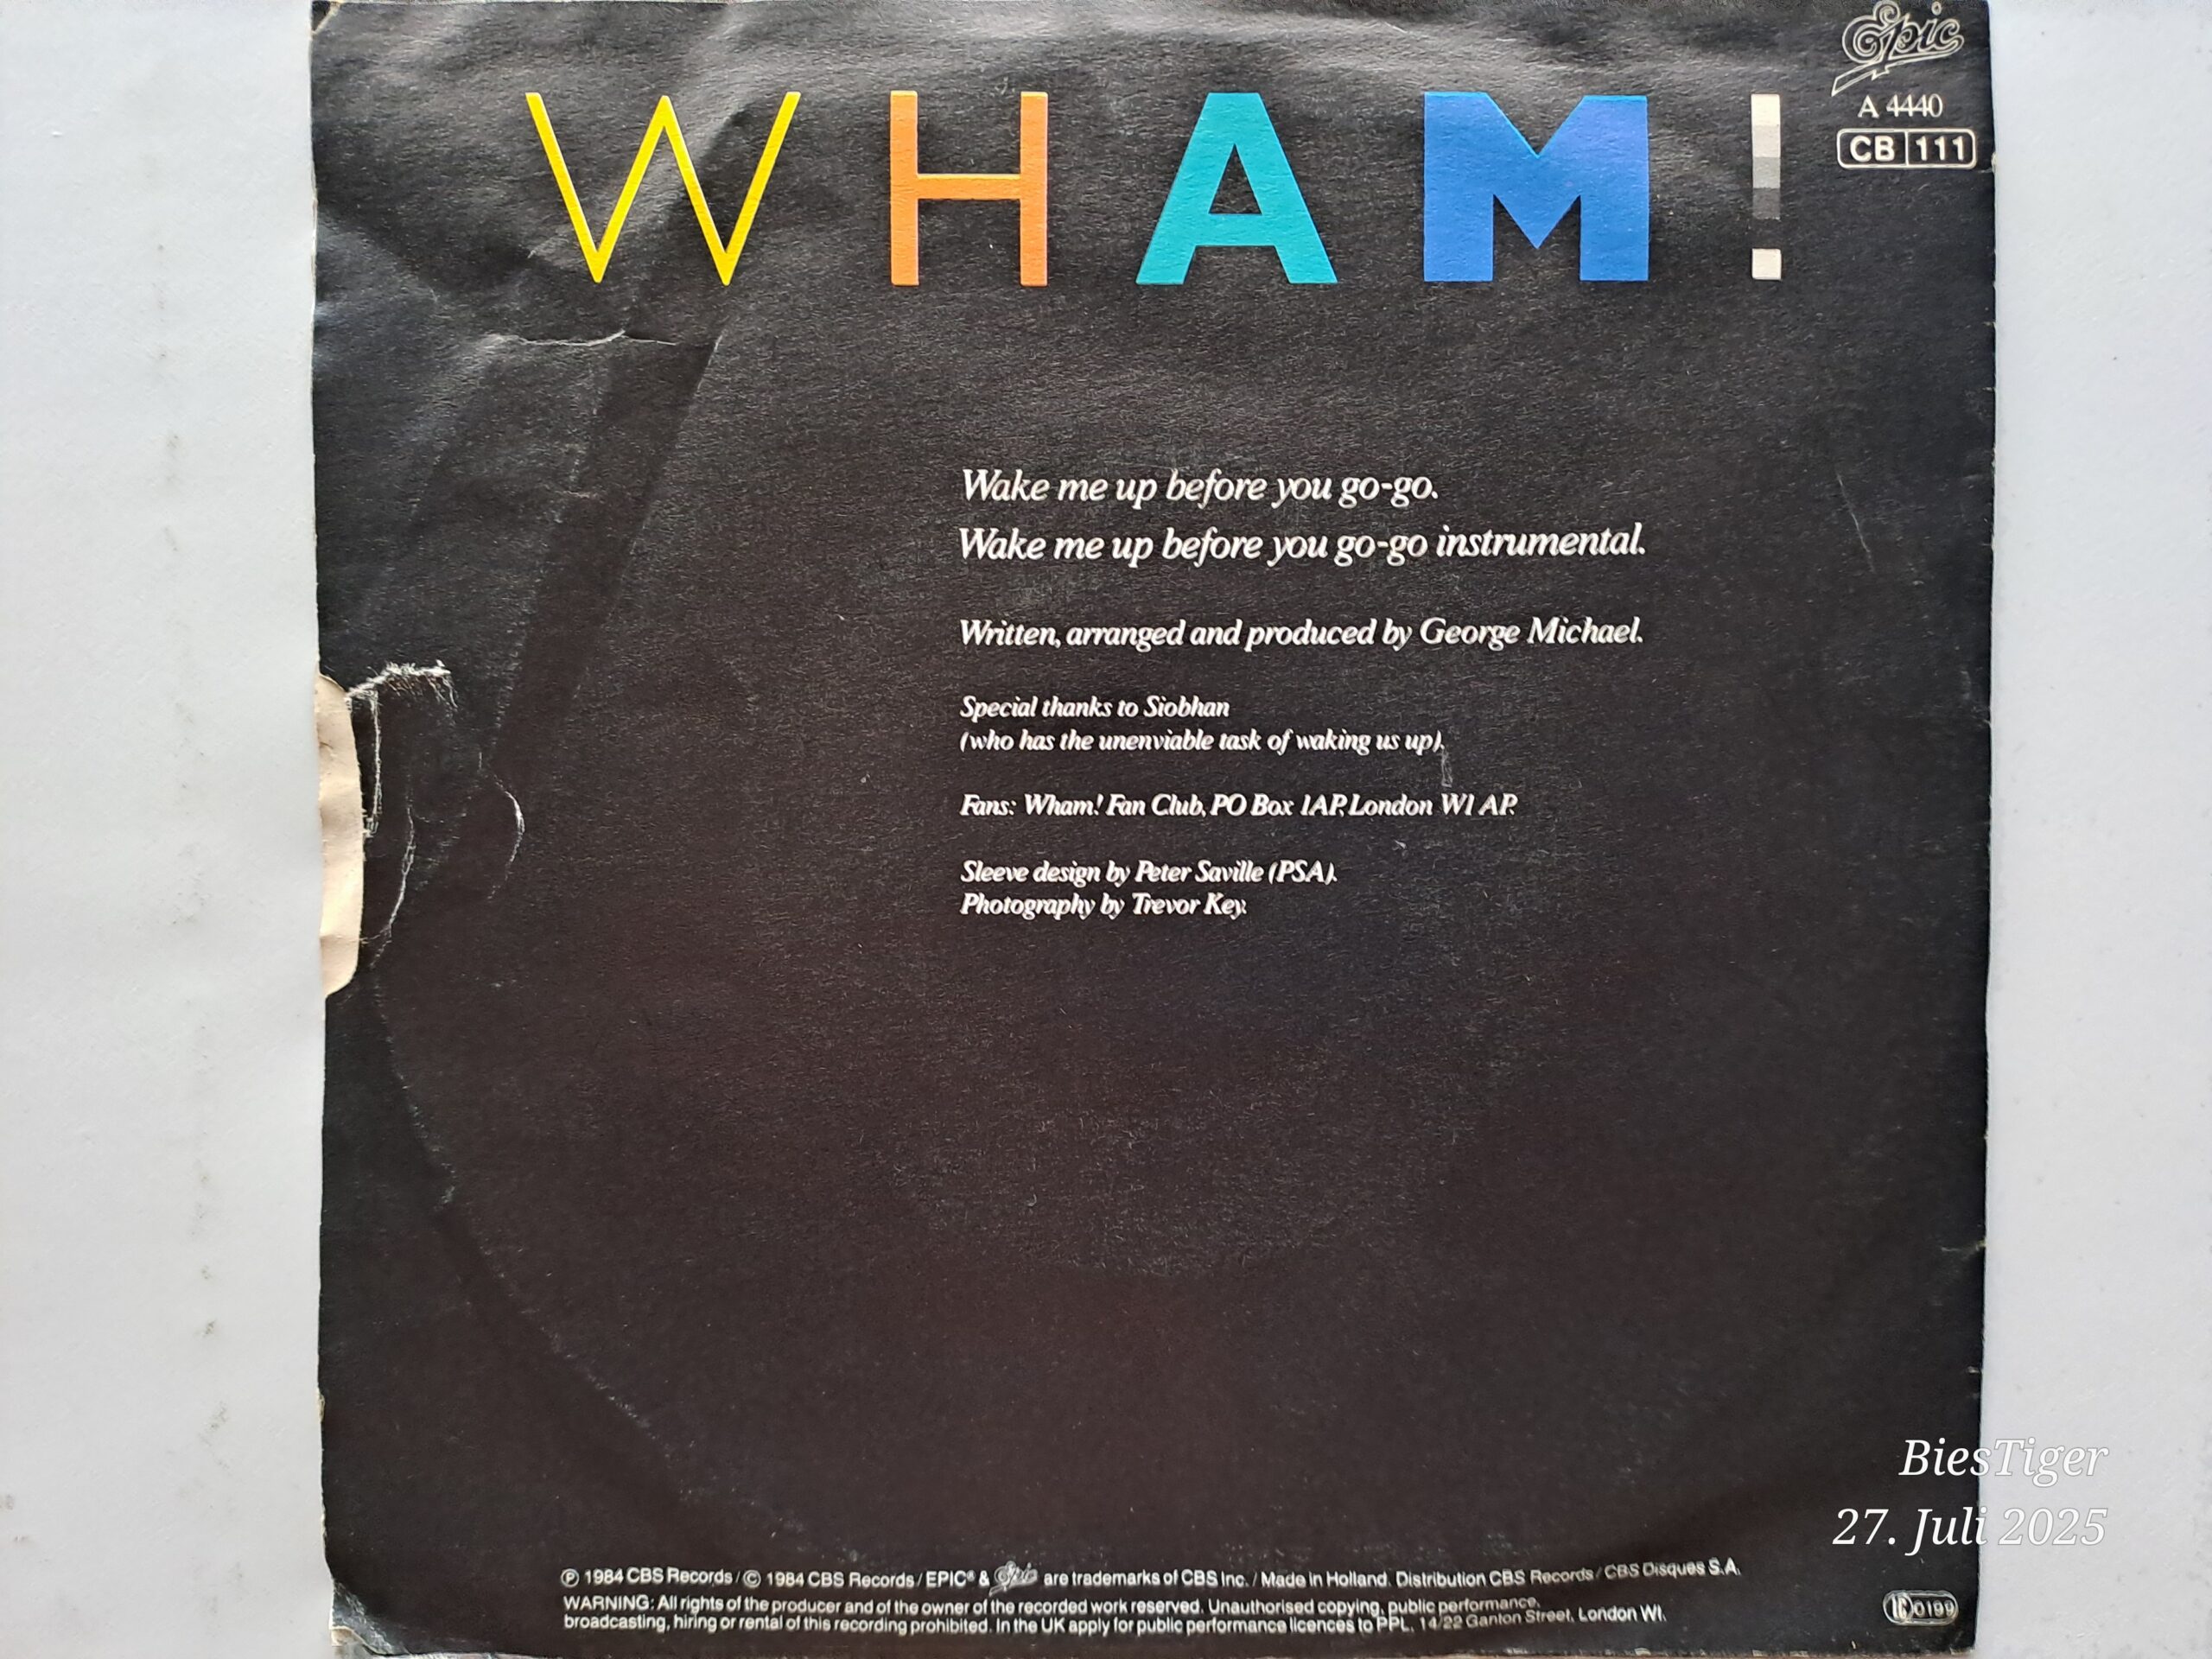 Epic
A 4440
CB 111
WHAM!
Wake me up before you go-go.
Wake me up before you go-go instrumental.
Written, arranged and produced by George Michael.
Special thanks to Siobhan
(who has the unenviable task of waking us up).
Fans: Wham! Fan Club, PO Box 1AP, London W1 AP.
Sleeve design by Peter Saville (PSA).
Photography by Trevor Key.
BiesTiger
27. Juli 2025
℗ 1984 CBS Records / © 1984 CBS Records / EPIC® & Epic are trademarks of CBS Inc. / Made in Holland. Distribution CBS Records / CBS Disques S.A.
WARNING: All rights of the producer and of the owner of the recorded work reserved. Unauthorised copying, public performance,
broadcasting, hiring or rental of this recording prohibited. In the UK apply for public performance licences to PPL, 14/22 Ganton Street, London W1.
0199